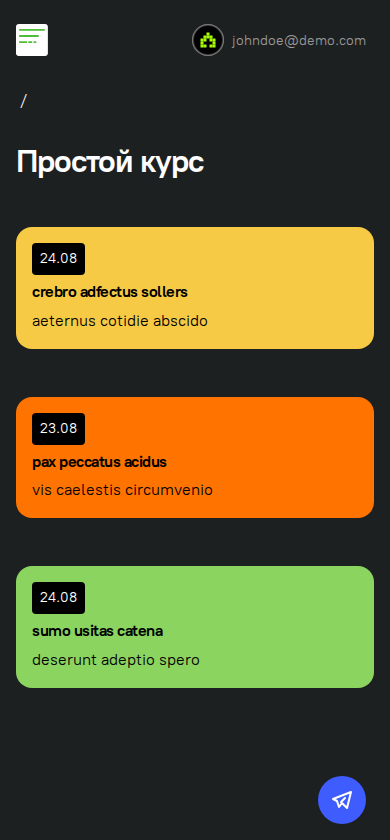 johndoe@demo.com
/
Простой курс
24.08
crebro adfectus sollers
aeternus cotidie abscido
23.08
pax peccatus acidus
vis caelestis circumvenio
24.08
sumo usitas catena
deserunt adeptio spero